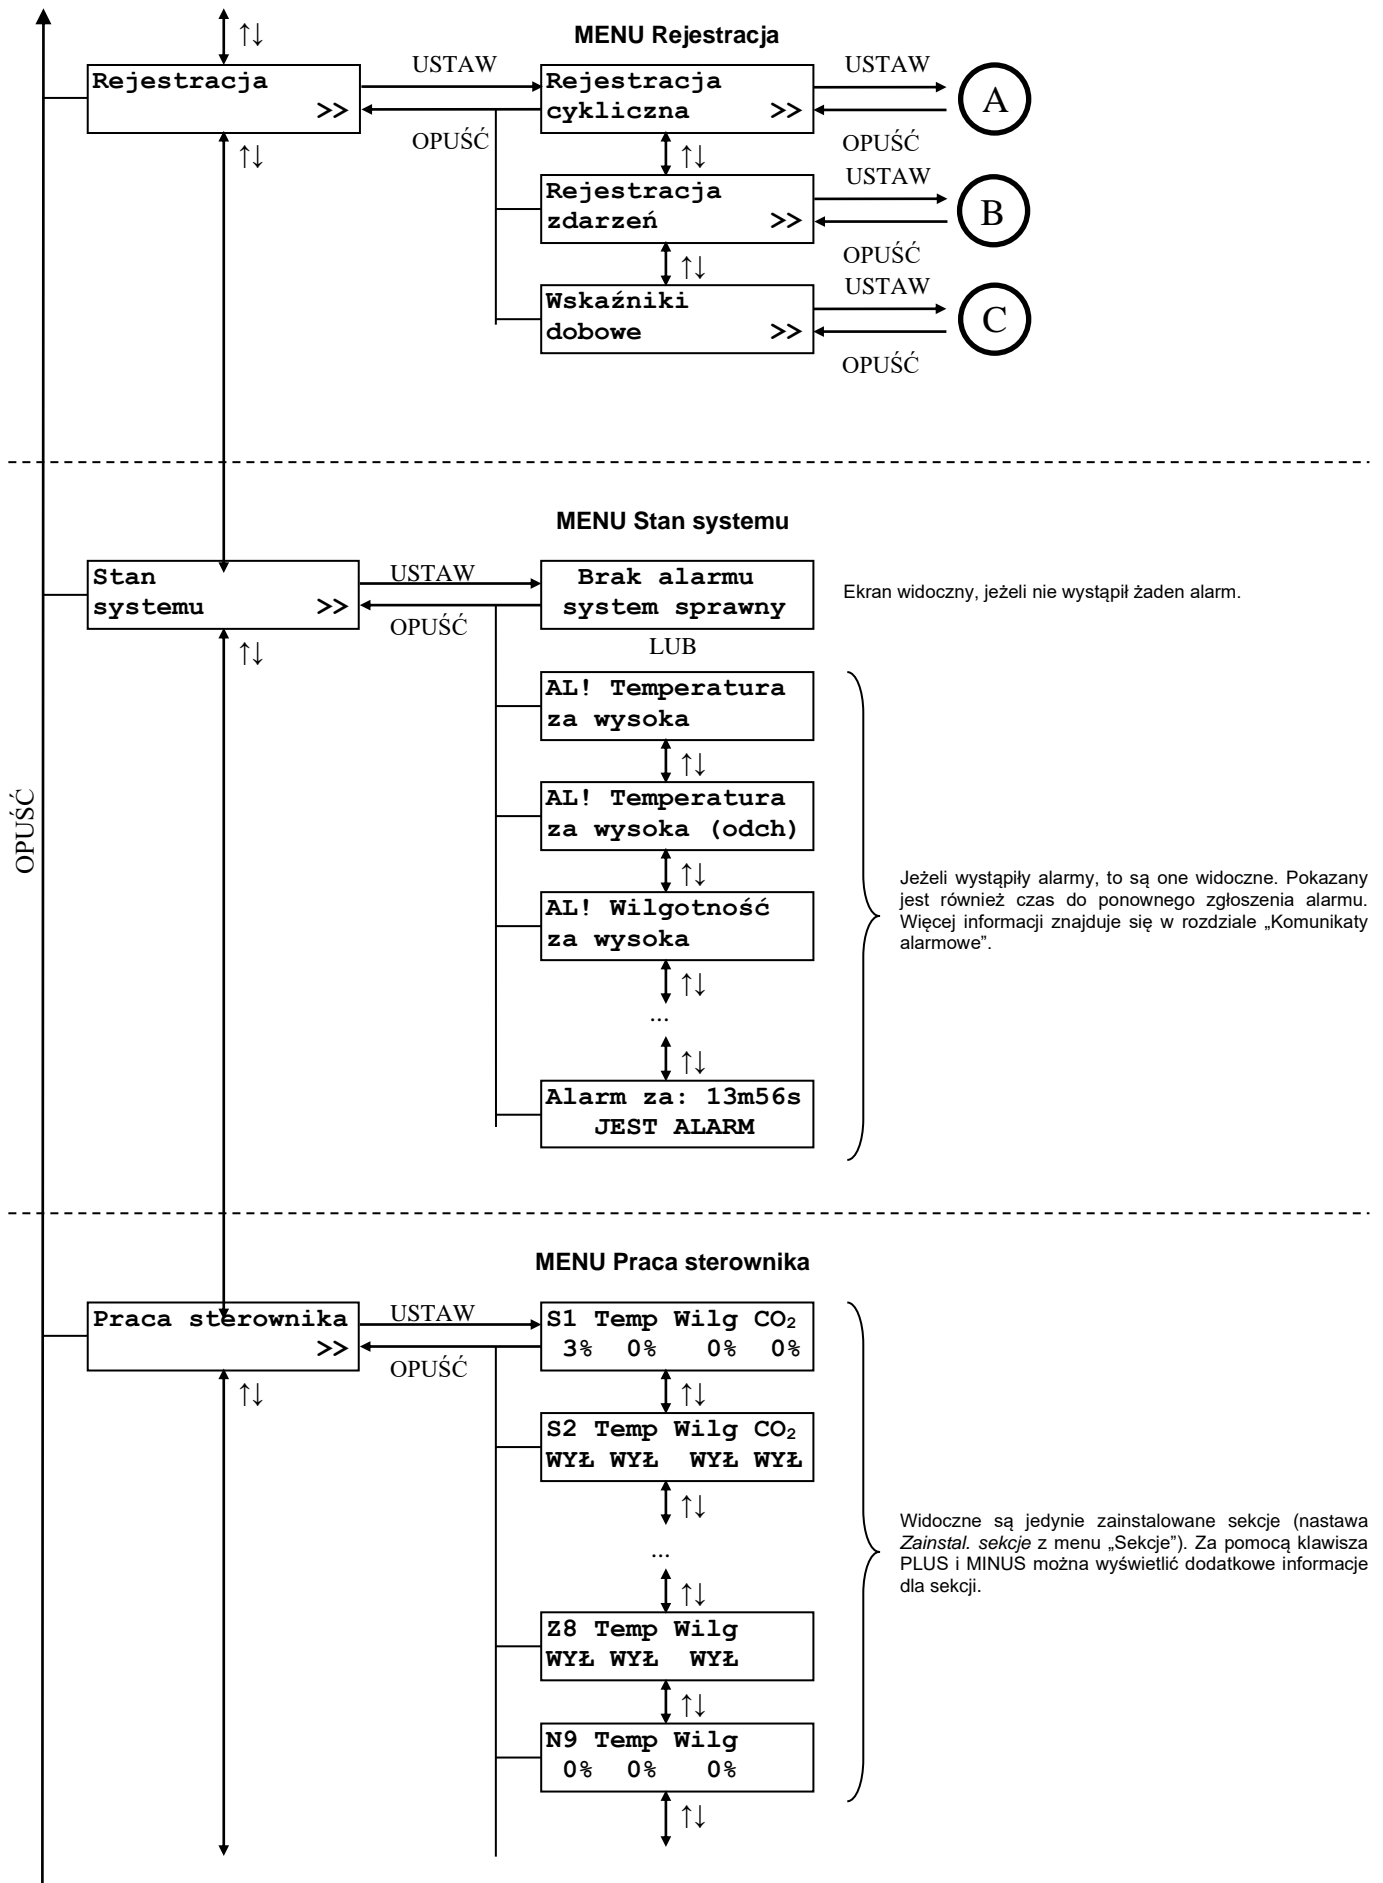 ↑↓
MENU Rejestracja
Rejestracja
>>
USTAW
OPUŚĆ
Rejestracja
cykliczna >>
USTAW
OPUŚĆ
A
↑↓
↑↓
Rejestracja
zdarzeń >>
USTAW
OPUŚĆ
B
↑↓
Wskaźniki
dobowe >>
USTAW
OPUŚĆ
C
MENU Stan systemu
Stan
systemu >>
USTAW
OPUŚĆ
Brak alarmu
system sprawny
Ekran widoczny, jeżeli nie wystąpił żaden alarm.
↑↓
LUB
AL! Temperatura
za wysoka
↑↓
AL! Temperatura
za wysoka (odch)
↑↓
AL! Wilgotność
za wysoka
↑↓
...
↑↓
Alarm za: 13m56s
JEST ALARM
Jeżeli wystąpiły alarmy, to są one widoczne. Pokazany
jest również czas do ponownego zgłoszenia alarmu.
Więcej informacji znajduje się w rozdziale „Komunikaty
alarmowe”.
OPUŚĆ
MENU Praca sterownika
Praca sterownika
>>
USTAW
OPUŚĆ
S1 Temp Wilg CO₂
3% 0% 0% 0%
↑↓
↑↓
S2 Temp Wilg CO₂
WYŁ WYŁ WYŁ WYŁ
↑↓
...
↑↓
Z8 Temp Wilg
WYŁ WYŁ WYŁ
↑↓
N9 Temp Wilg
0% 0% 0%
↑↓
Widoczne są jedynie zainstalowane sekcje (nastawa
Zainstal. sekcje z menu „Sekcje”). Za pomocą klawisza
PLUS i MINUS można wyświetlić dodatkowe informacje
dla sekcji.